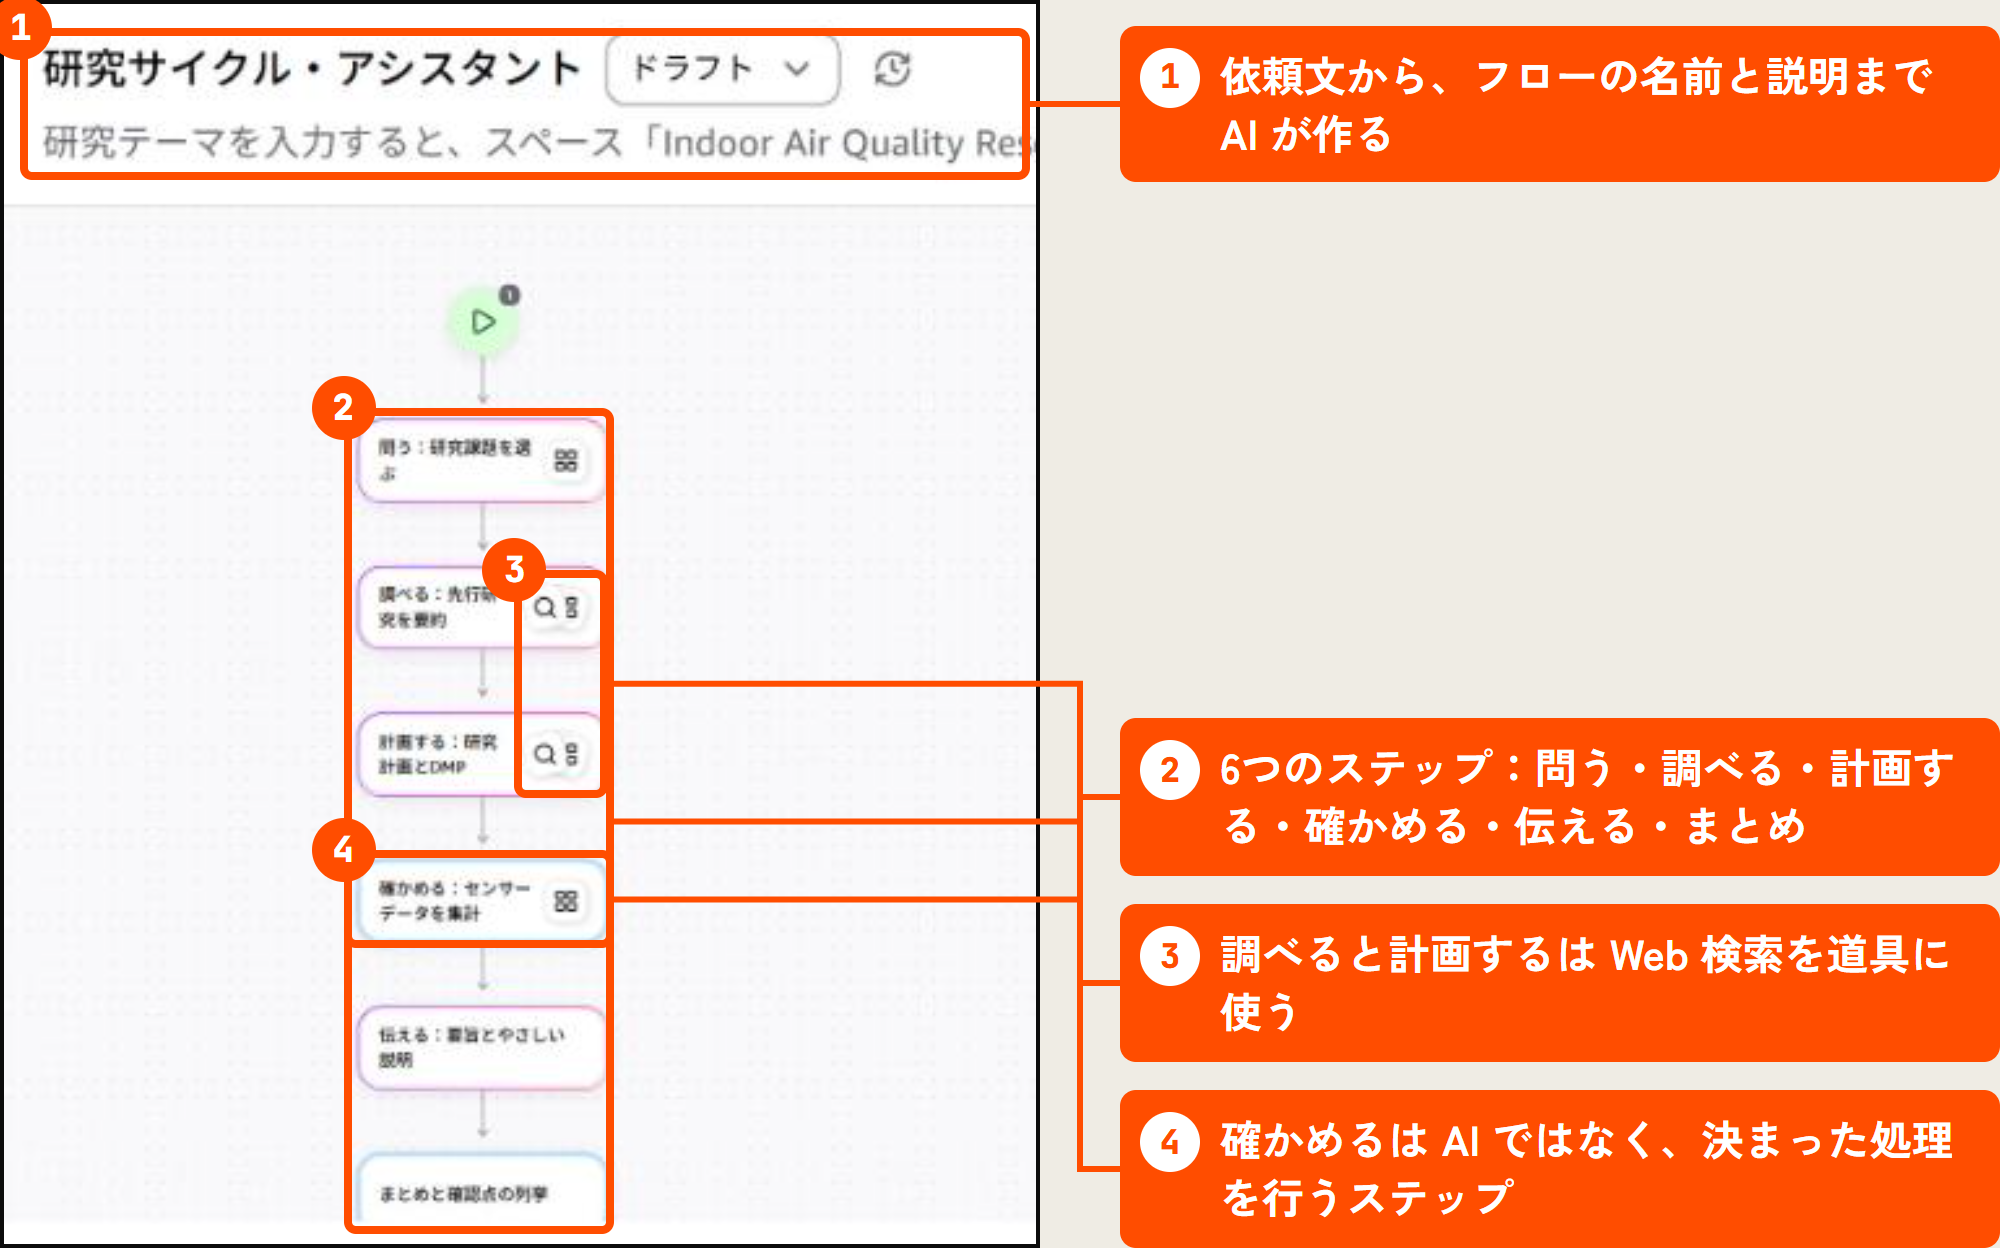 1
研究サイクル・アシスタント ドラフト
研究テーマを入力すると、スペース「Indoor Air Quality Res
1
2
問う：研究課題を選
ぶ
3
調べる：先行研
究を要約
計画する：研究
計画とDMP
4
確かめる：センサー
データを集計
伝える：要旨とやさしい
説明
まとめと確認点の列挙
1 依頼文から、フローの名前と説明まで
AI が作る
2 6つのステップ：問う・調べる・計画す
る・確かめる・伝える・まとめ
3 調べると計画するは Web 検索を道具に
使う
4 確かめるは AI ではなく、決まった処理
を行うステップ